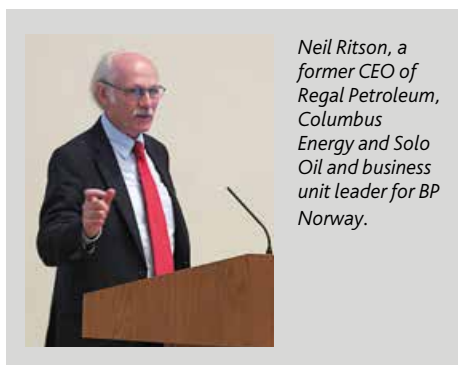 Neil Ritson, a
former CEO of
Regal Petroleum,
Columbus
Energy and Solo
Oil and business
unit leader for BP
Norway.